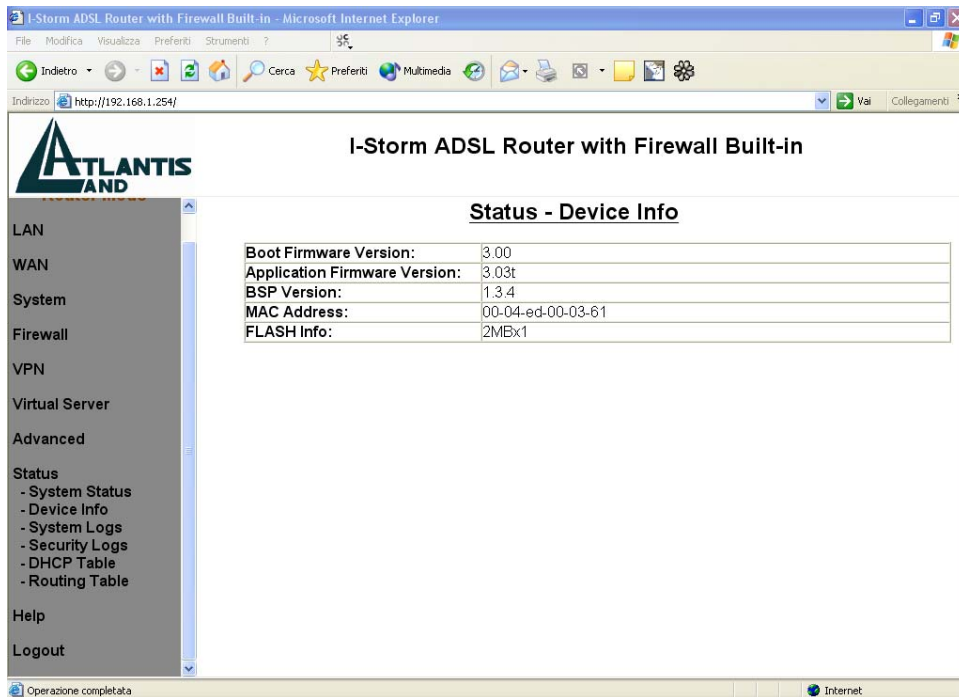 I-Storm ADSL Router with Firewall Built-in - Microsoft Internet Explorer
File Modifica Visualizza Preferiti Strumenti ?
Indietro Cerca Preferiti Multimedia
Indirizzo http://192.168.1.254/ Vai Collegamenti
ATLANTIS LAND
I-Storm ADSL Router with Firewall Built-in
Router Mode
LAN
WAN
System
Firewall
VPN
Virtual Server
Advanced
Status
- System Status
- Device Info
- System Logs
- Security Logs
- DHCP Table
- Routing Table
Help
Logout
Status - Device Info
Boot Firmware Version: 3.00
Application Firmware Version: 3.03t
BSP Version: 1.3.4
MAC Address: 00-04-ed-00-03-61
FLASH Info: 2MBx1
Operazione completata Internet